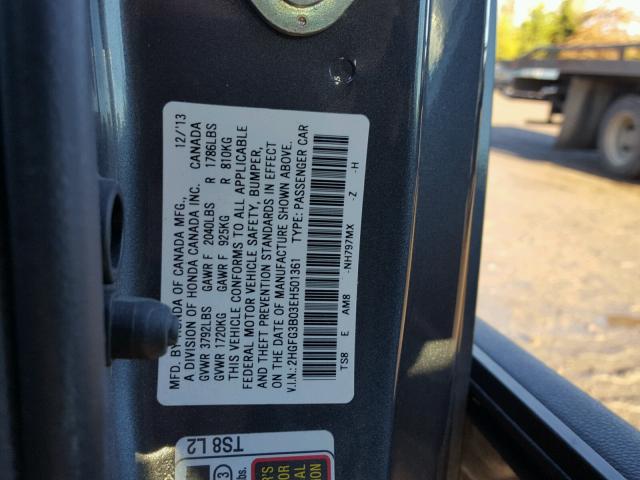 MFD. BY HONDA OF CANADA MFG., 12/'13
A DIVISION OF HONDA CANADA INC. CANADA
GVWR 3792LBS GAWR F 2040LBS R 1786LBS
GVWR 1720KG GAWR F 925KG R 810KG
THIS VEHICLE CONFORMS TO ALL APPLICABLE
FEDERAL MOTOR VEHICLE SAFETY, BUMPER,
AND THEFT PREVENTION STANDARDS IN EFFECT
ON THE DATE OF MANUFACTURE SHOWN ABOVE.
V.I.N.: 2HGFG3B03EH501361 TYPE: PASSENGER CAR
TS8 E AM8 -NH797MX -Z -H
TS8 L2